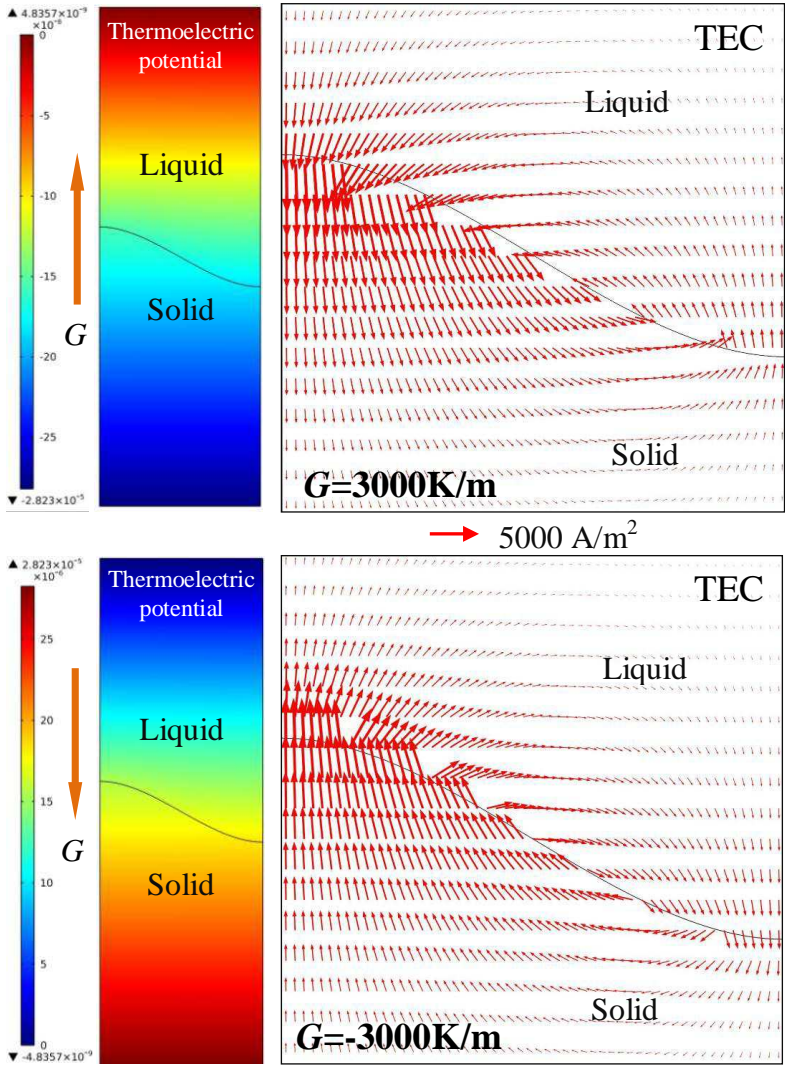 ▲ 4.8357×10⁻⁹
×10⁻⁶
0
-5
-10
-15
-20
-25
▼ -2.823×10⁻⁵
G
Thermoelectric
potential
Liquid
Solid
TEC
Liquid
Solid
G=3000K/m
5000 A/m²
▲ 2.823×10⁻⁵
×10⁻⁶
25
20
15
10
5
0
▼ -4.8357×10⁻⁹
G
Thermoelectric
potential
Liquid
Solid
TEC
Liquid
Solid
G=-3000K/m